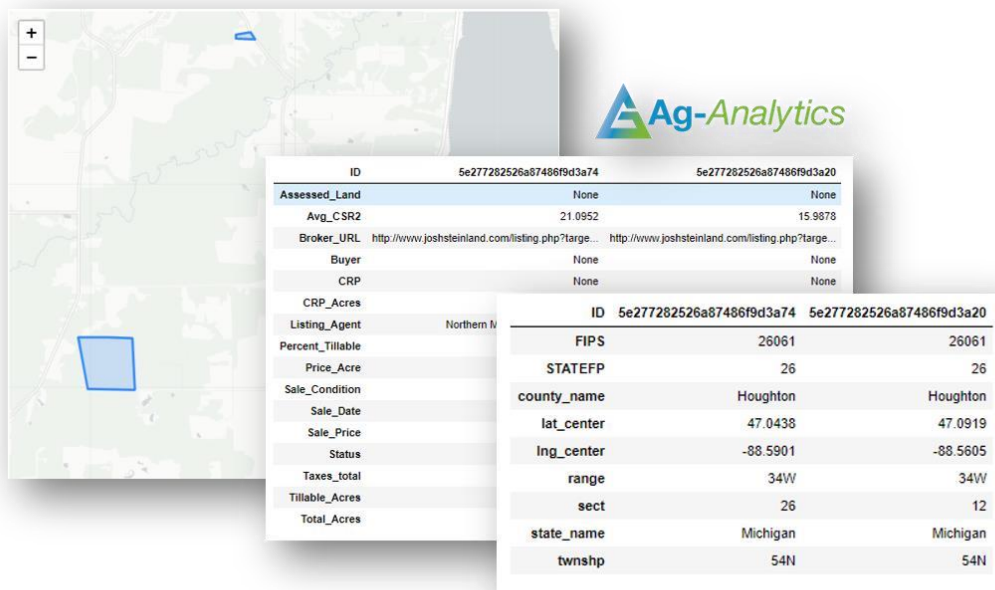 +
−
Ag-Analytics
ID 5e277282526a87486f9d3a74 5e277282526a87486f9d3a20
Assessed_Land None None
Avg_CSR2 21.0952 15.9878
Broker_URL http://www.joshsteinland.com/listing.php?targe... http://www.joshsteinland.com/listing.php?targe...
Buyer None None
CRP None None
CRP_Acres
Listing_Agent Northern M
Percent_Tillable
Price_Acre
Sale_Condition
Sale_Date
Sale_Price
Status
Taxes_total
Tillable_Acres
Total_Acres
ID 5e277282526a87486f9d3a74 5e277282526a87486f9d3a20
FIPS 26061 26061
STATEFP 26 26
county_name Houghton Houghton
lat_center 47.0438 47.0919
lng_center -88.5901 -88.5605
range 34W 34W
sect 26 12
state_name Michigan Michigan
twnshp 54N 54N